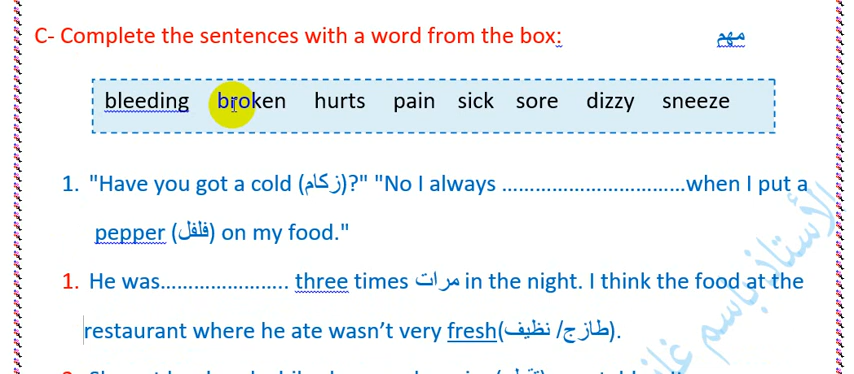 C- Complete the sentences with a word from the box:
مهم
bleeding broken hurts pain sick sore dizzy sneeze
1. "Have you got a cold (زكام)?" "No I always ……………………………when I put a
pepper (فلفل) on my food."
1. He was………………….. three times مرات in the night. I think the food at the
restaurant where he ate wasn't very fresh(طازج/ نظيف).
الأستاذ باسم